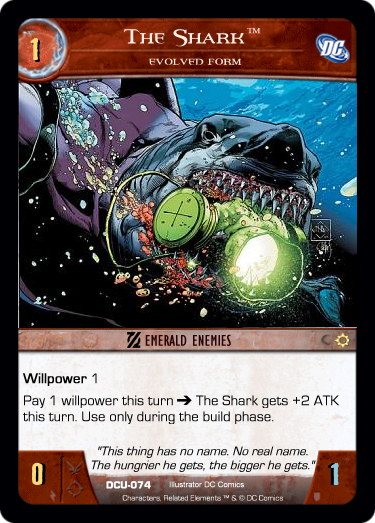 1
The Shark™
DC
EVOLVED FORM
EMERALD ENEMIES
Willpower 1
Pay 1 willpower this turn ➔ The Shark gets +2 ATK
this turn. Use only during the build phase.
"This thing has no name. No real name.
The hungrier he gets, the bigger he gets."
0
1
DCU-074 Illustrator DC Comics
Characters, Related Elements ™ & © DC Comics